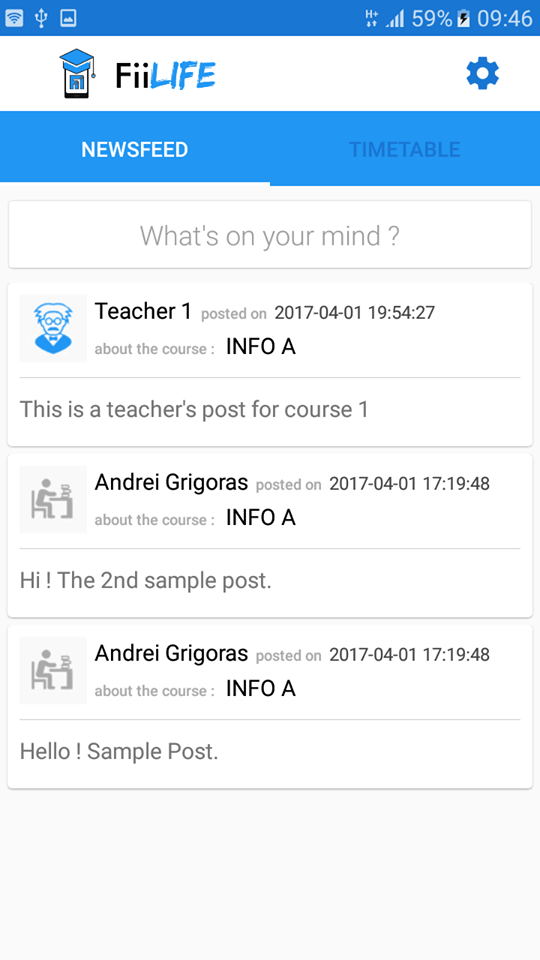 H+ 59% 09:46
FiiLIFE
NEWSFEED TIMETABLE
What's on your mind ?
Teacher 1 posted on 2017-04-01 19:54:27
about the course : INFO A
This is a teacher's post for course 1
Andrei Grigoras posted on 2017-04-01 17:19:48
about the course : INFO A
Hi ! The 2nd sample post.
Andrei Grigoras posted on 2017-04-01 17:19:48
about the course : INFO A
Hello ! Sample Post.